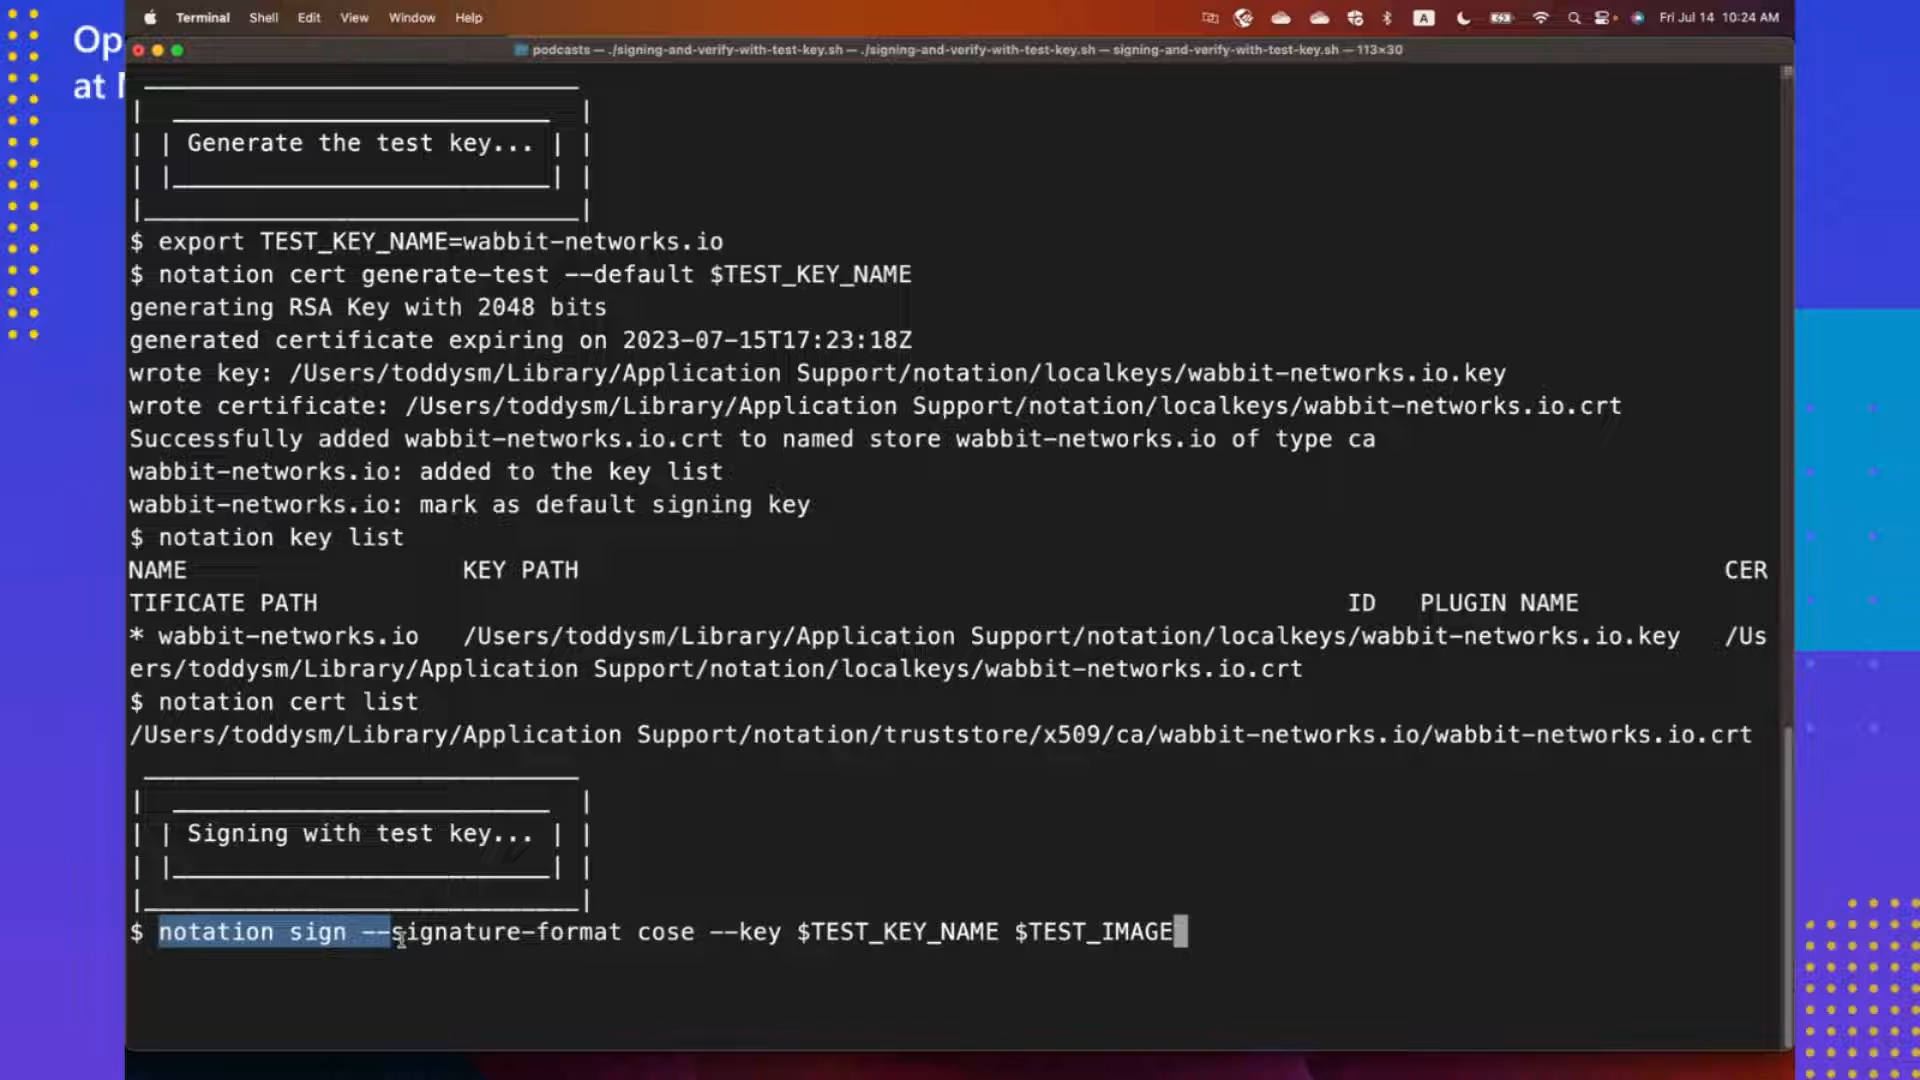 Terminal Shell Edit View Window Help
A
Fri Jul 14 10:24 AM
Op
at
podcasts — ./signing-and-verify-with-test-key.sh — ./signing-and-verify-with-test-key.sh — signing-and-verify-with-test-key.sh — 113×30
Generate the test key...
$ export TEST_KEY_NAME=wabbit-networks.io
$ notation cert generate-test --default $TEST_KEY_NAME
generating RSA Key with 2048 bits
generated certificate expiring on 2023-07-15T17:23:18Z
wrote key: /Users/toddysm/Library/Application Support/notation/localkeys/wabbit-networks.io.key
wrote certificate: /Users/toddysm/Library/Application Support/notation/localkeys/wabbit-networks.io.crt
Successfully added wabbit-networks.io.crt to named store wabbit-networks.io of type ca
wabbit-networks.io: added to the key list
wabbit-networks.io: mark as default signing key
$ notation key list
NAME KEY PATH CER
TIFICATE PATH ID PLUGIN NAME
* wabbit-networks.io /Users/toddysm/Library/Application Support/notation/localkeys/wabbit-networks.io.key /Us
ers/toddysm/Library/Application Support/notation/localkeys/wabbit-networks.io.crt
$ notation cert list
/Users/toddysm/Library/Application Support/notation/truststore/x509/ca/wabbit-networks.io/wabbit-networks.io.crt
Signing with test key...
$ notation sign --signature-format cose --key $TEST_KEY_NAME $TEST_IMAGE